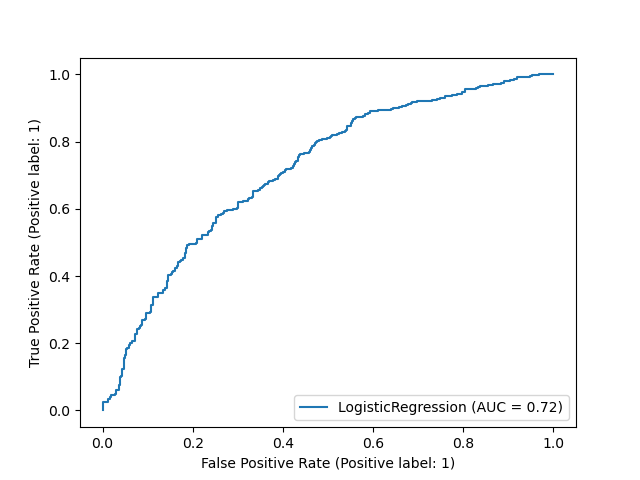 1.0
0.8
0.6
0.4
0.2
0.0
True Positive Rate (Positive label: 1)
LogisticRegression (AUC = 0.72)
0.0 0.2 0.4 0.6 0.8 1.0
False Positive Rate (Positive label: 1)